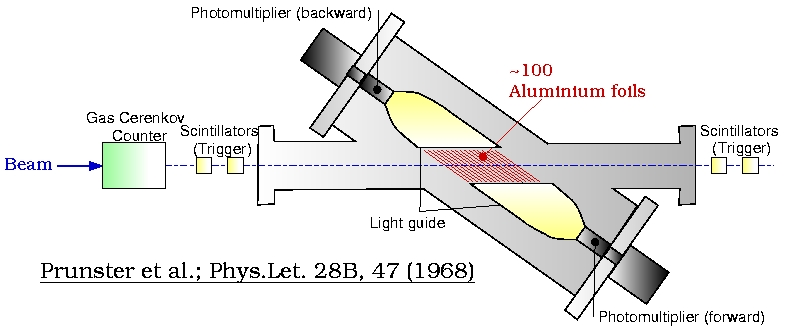 Photomultiplier (backward)
~100
Aluminium foils
Gas Cerenkov
Counter
Scintillators
(Trigger)
Scintillators
(Trigger)
Beam
Light guide
Prunster et al.; Phys.Let. 28B, 47 (1968)
Photomultiplier (forward)